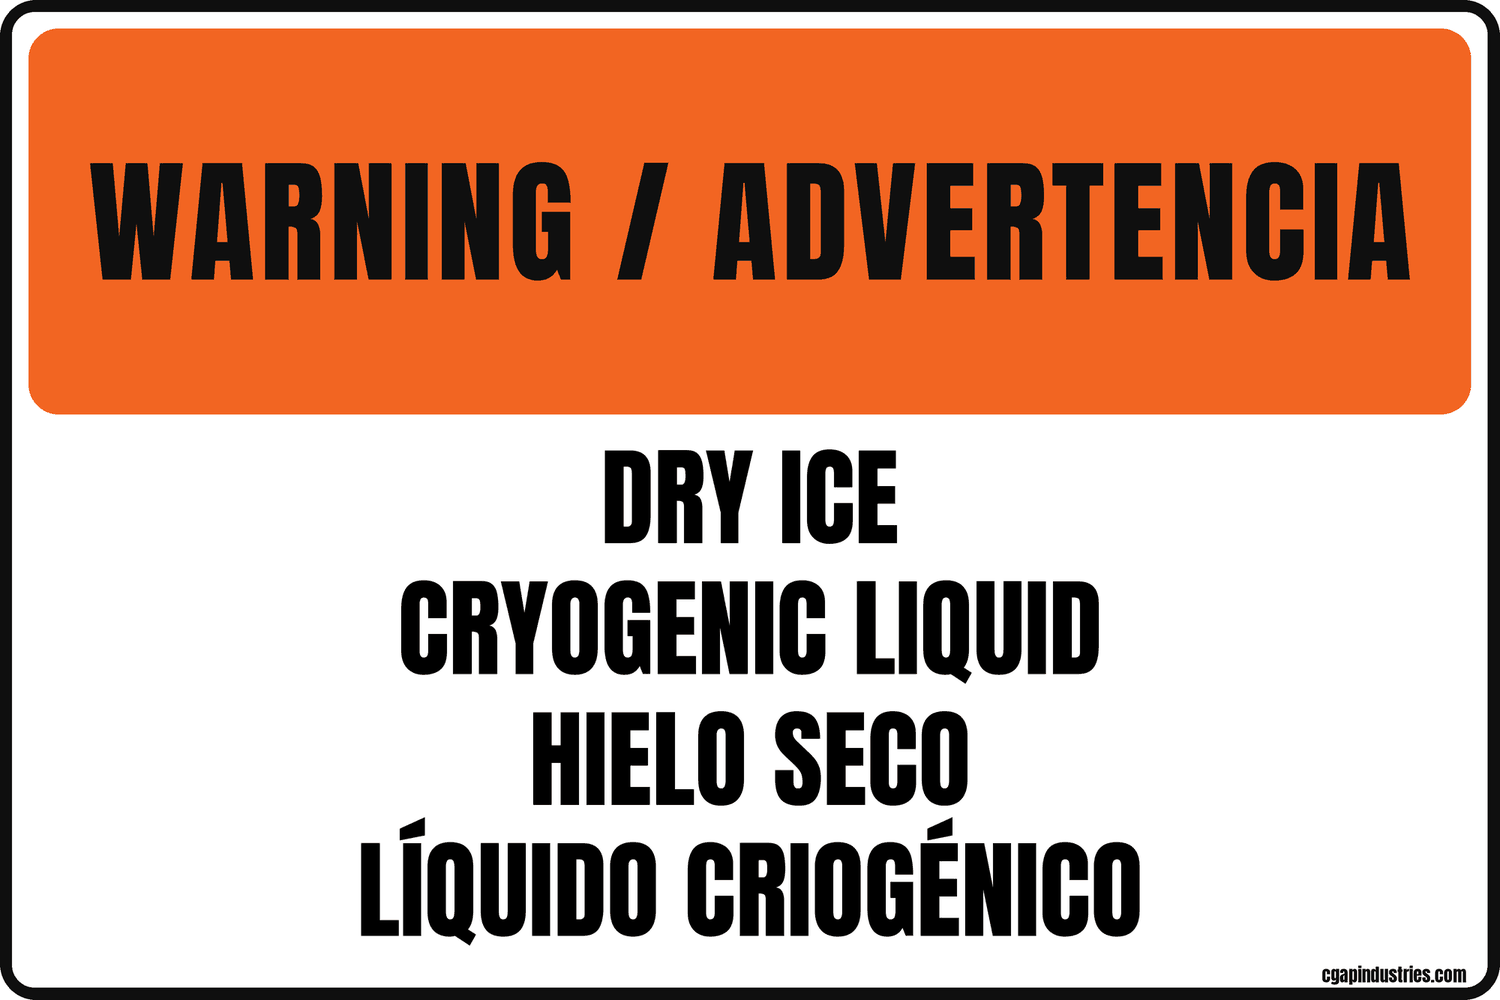 WARNING / ADVERTENCIA
DRY ICE
CRYOGENIC LIQUID
HIELO SECO
LÍQUIDO CRIOGÉNICO
cgapindustries.com